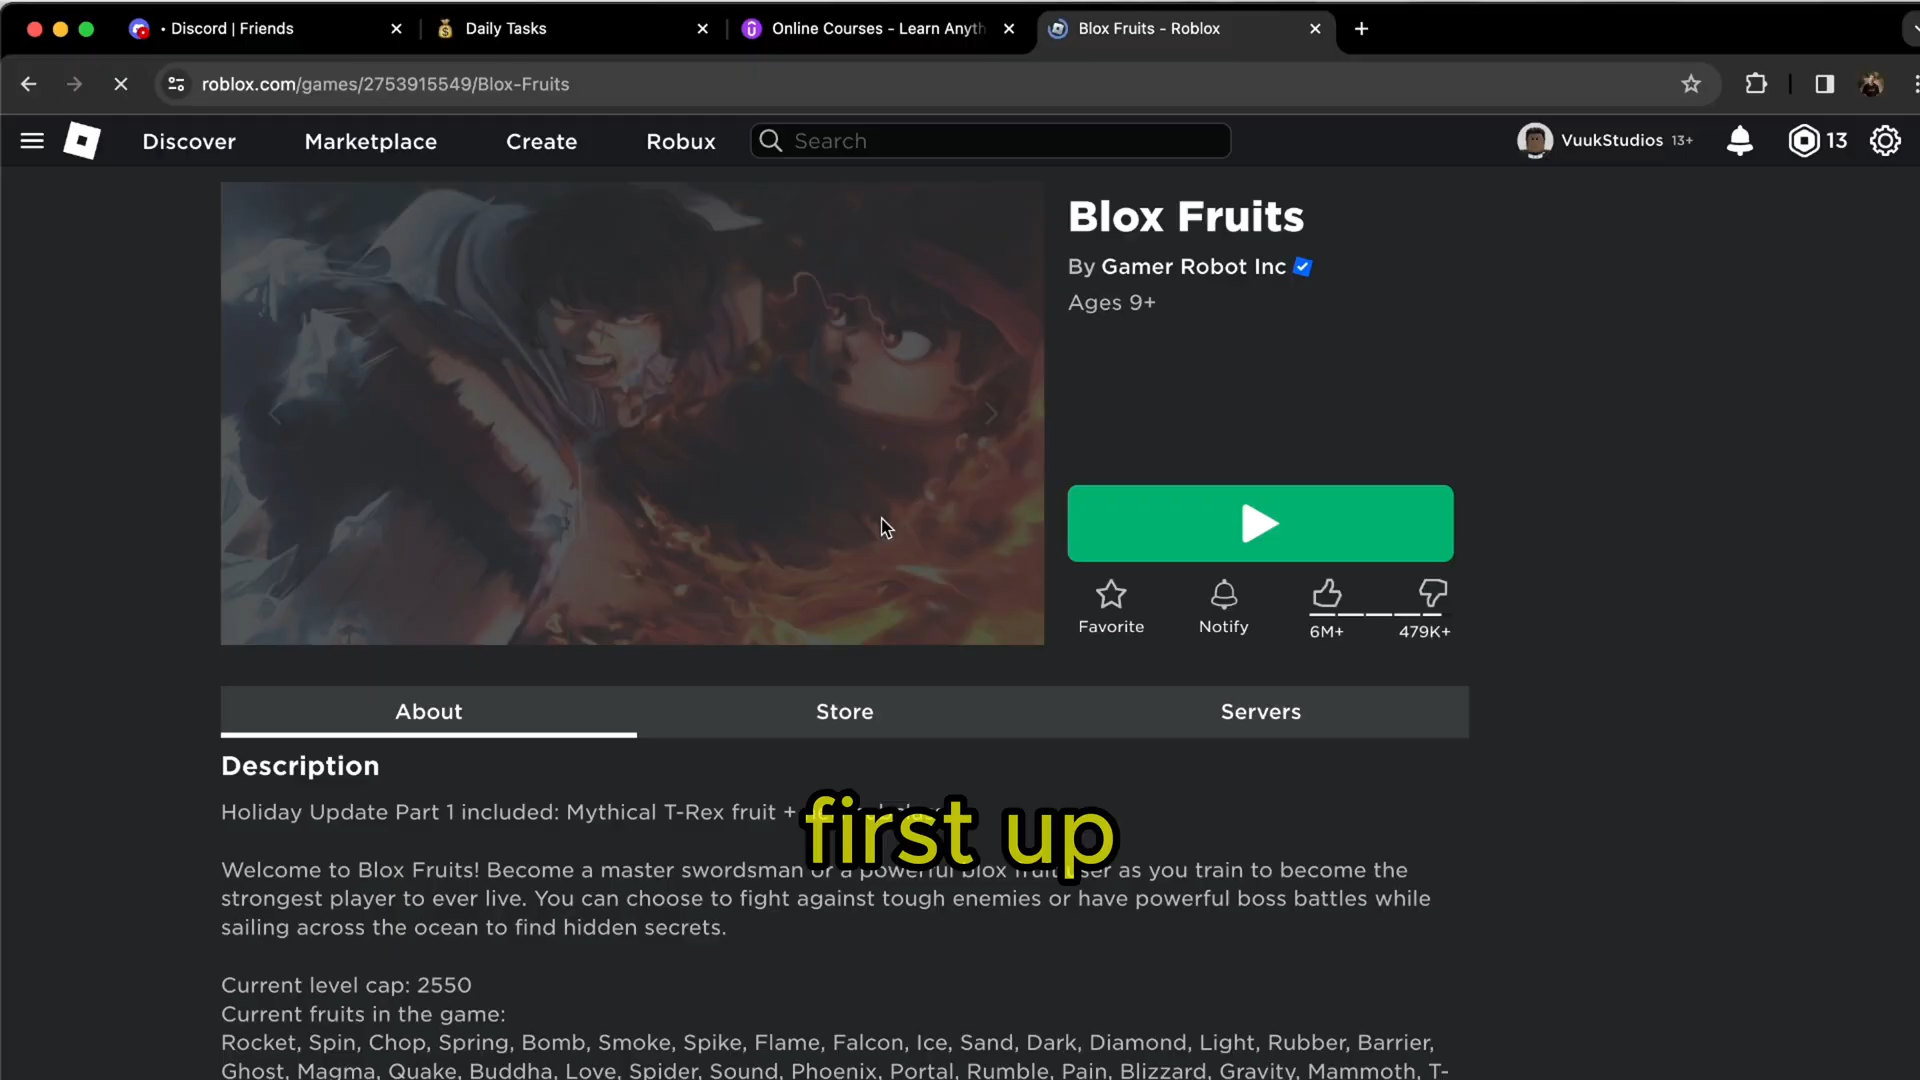 • Discord | Friends
Daily Tasks
Online Courses - Learn Anyth
Blox Fruits - Roblox
roblox.com/games/2753915549/Blox-Fruits
Discover
Marketplace
Create
Robux
Search
VuukStudios 13+
13
Blox Fruits
By Gamer Robot Inc
Ages 9+
Favorite
Notify
6M+
479K+
About
Store
Servers
Description
Holiday Update Part 1 included: Mythical T-Rex fruit +
first up
Welcome to Blox Fruits! Become a master swordsman or a powerful blox fruit user as you train to become the
strongest player to ever live. You can choose to fight against tough enemies or have powerful boss battles while
sailing across the ocean to find hidden secrets.
Current level cap: 2550
Current fruits in the game:
Rocket, Spin, Chop, Spring, Bomb, Smoke, Spike, Flame, Falcon, Ice, Sand, Dark, Diamond, Light, Rubber, Barrier,
Ghost, Magma, Quake, Buddha, Love, Spider, Sound, Phoenix, Portal, Rumble, Pain, Blizzard, Gravity, Mammoth, T-